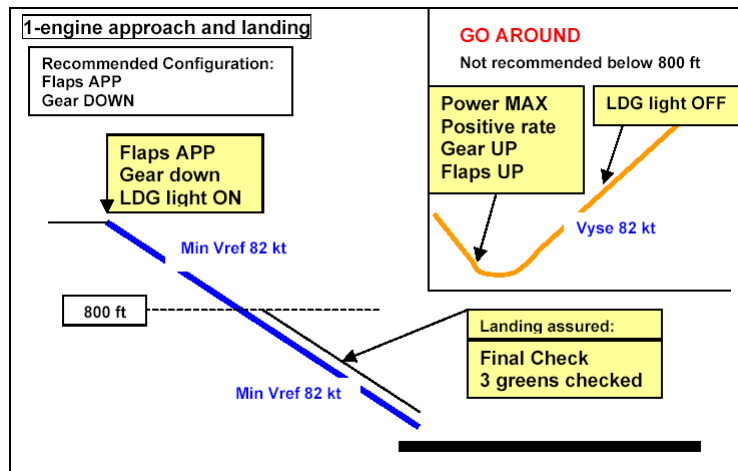 1-engine approach and landing
Recommended Configuration:
Flaps APP
Gear DOWN
Flaps APP
Gear down
LDG light ON
Min Vref 82 kt
800 ft
Min Vref 82 kt
Landing assured:
Final Check
3 greens checked
GO AROUND
Not recommended below 800 ft
Power MAX
Positive rate
Gear UP
Flaps UP
LDG light OFF
Vyse 82 kt